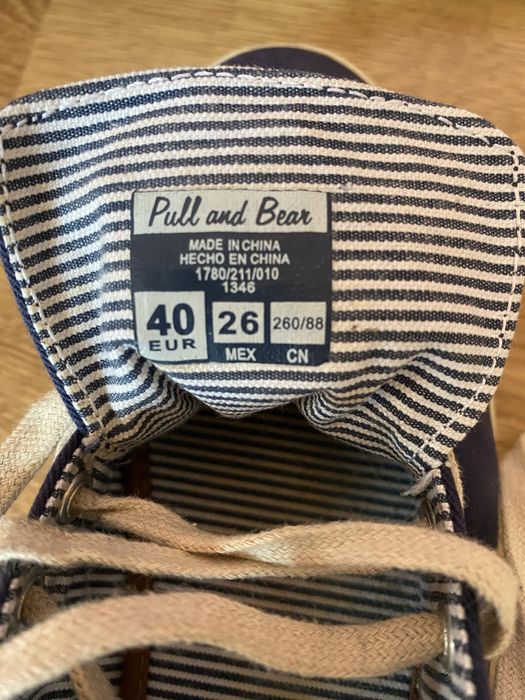 Pull and Bear
MADE IN CHINA
HECHO EN CHINA
1780/211/010
1346
40 26 260/88
EUR MEX CN